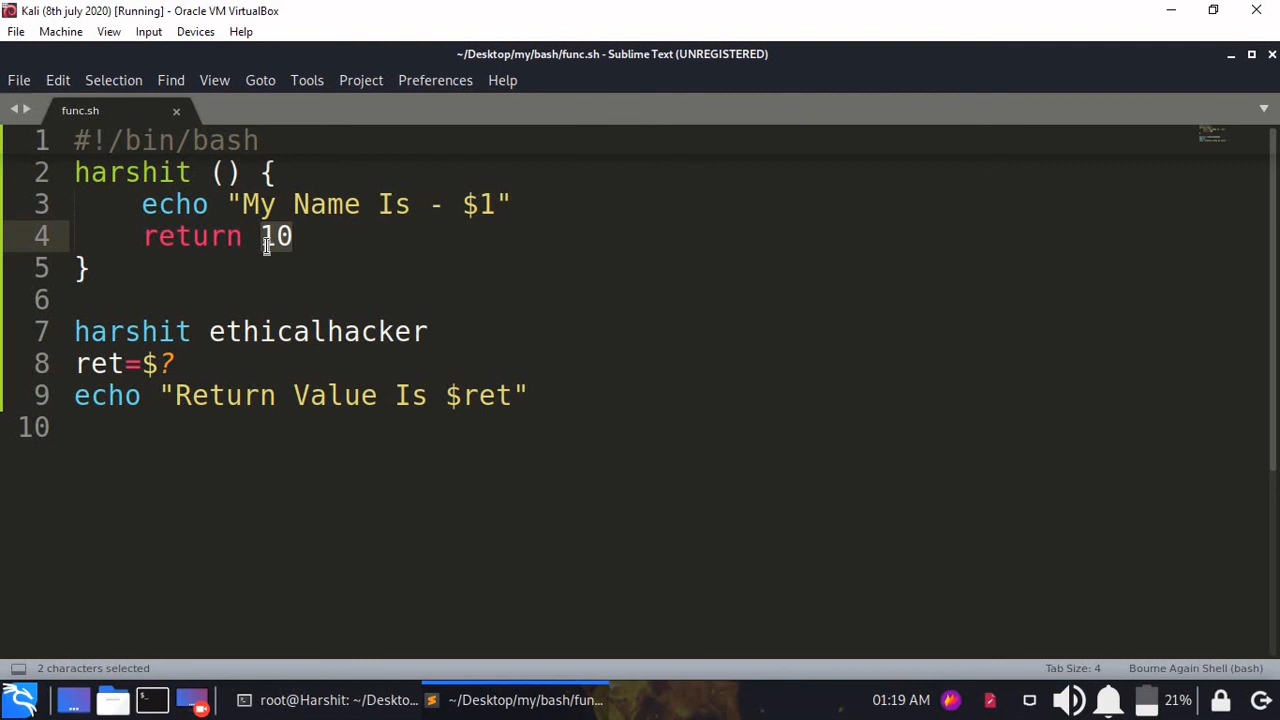 Kali (8th july 2020) [Running] - Oracle VM VirtualBox
File Machine View Input Devices Help
~/Desktop/my/bash/func.sh - Sublime Text (UNREGISTERED)
File Edit Selection Find View Goto Tools Project Preferences Help
func.sh
1 #!/bin/bash
2 harshit () {
3 echo "My Name Is - $1"
4 return 10
5 }
6
7 harshit ethicalhacker
8 ret=$?
9 echo "Return Value Is $ret"
10
2 characters selected Tab Size: 4 Bourne Again Shell (bash)
root@Harshit: ~/Deskto... ~/Desktop/my/bash/fun... 01:19 AM 21%